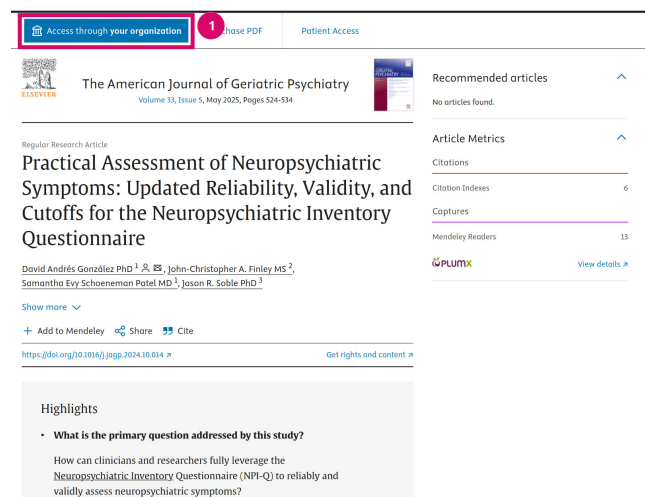 Access through your organization
1
chase PDF
Patient Access
ELSEVIER
The American Journal of Geriatric Psychiatry
Volume 33, Issue 5, May 2025, Pages 524-534
Recommended articles
No articles found.
Article Metrics
Citations
Citation Indexes 6
Captures
Mendeley Readers 13
PLUMX View details ↗
Regular Research Article
Practical Assessment of Neuropsychiatric
Symptoms: Updated Reliability, Validity, and
Cutoffs for the Neuropsychiatric Inventory
Questionnaire
David Andrés González PhD 1, John-Christopher A. Finley MS 2,
Samantha Evy Schoeneman Patel MD 1, Jason R. Soble PhD 3
Show more
+ Add to Mendeley Share Cite
https://doi.org/10.1016/j.jagp.2024.10.014 ↗ Get rights and content ↗
Highlights
• What is the primary question addressed by this study?
How can clinicians and researchers fully leverage the
Neuropsychiatric Inventory Questionnaire (NPI-Q) to reliably and
validly assess neuropsychiatric symptoms?